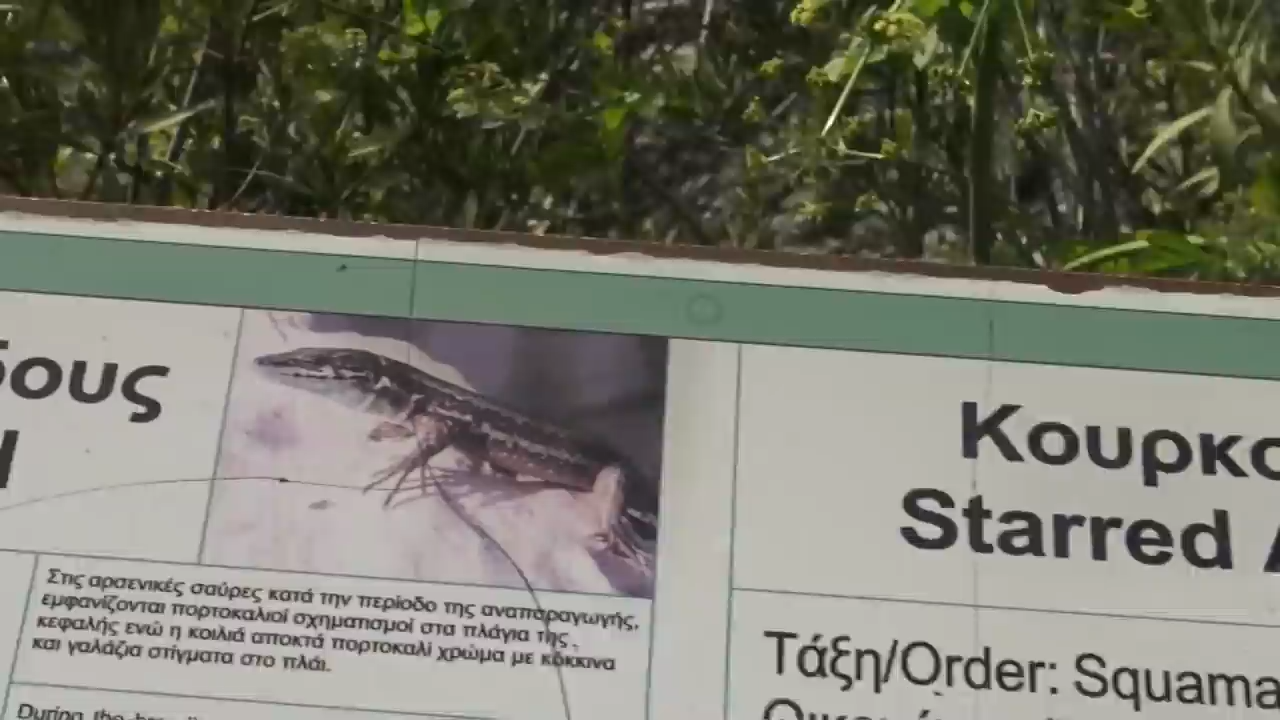 δους
Στις αρσενικές σαύρες κατά την περίοδο της αναπαραγωγής,
εμφανίζονται πορτοκαλιοί σχηματισμοί στα πλάγια της
κεφαλής ενώ η κοιλιά αποκτά πορτοκαλί χρώμα με κόκκινα
και γαλάζια στίγματα στο πλάι.
During the
Κουρκο
Starred A
Τάξη/Order: Squama